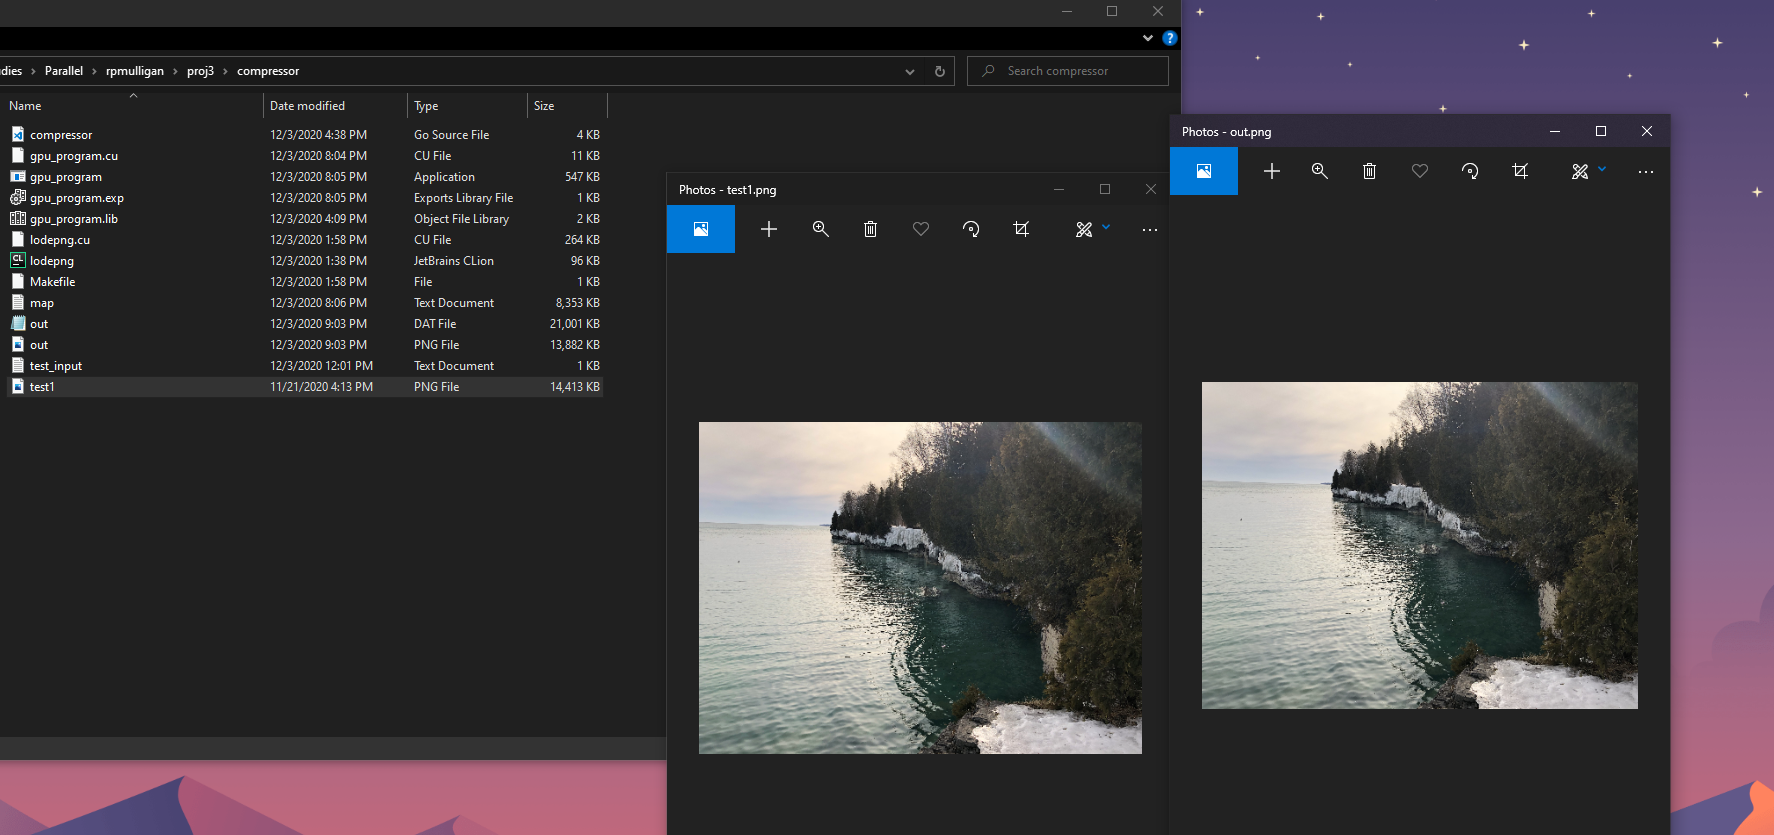 dies > Parallel > rpmulligan > proj3 > compressor
Search compressor
Name Date modified Type Size
compressor 12/3/2020 4:38 PM Go Source File 4 KB
gpu_program.cu 12/3/2020 8:04 PM CU File 11 KB
gpu_program 12/3/2020 8:05 PM Application 547 KB
gpu_program.exp 12/3/2020 8:05 PM Exports Library File 1 KB
gpu_program.lib 12/3/2020 4:09 PM Object File Library 2 KB
lodepng.cu 12/3/2020 1:58 PM CU File 264 KB
lodepng 12/3/2020 1:38 PM JetBrains CLion 96 KB
Makefile 12/3/2020 1:58 PM File 1 KB
map 12/3/2020 8:06 PM Text Document 8,353 KB
out 12/3/2020 9:03 PM DAT File 21,001 KB
out 12/3/2020 9:03 PM PNG File 13,882 KB
test_input 12/3/2020 12:01 PM Text Document 1 KB
test1 11/21/2020 4:13 PM PNG File 14,413 KB
Photos - test1.png
Photos - out.png